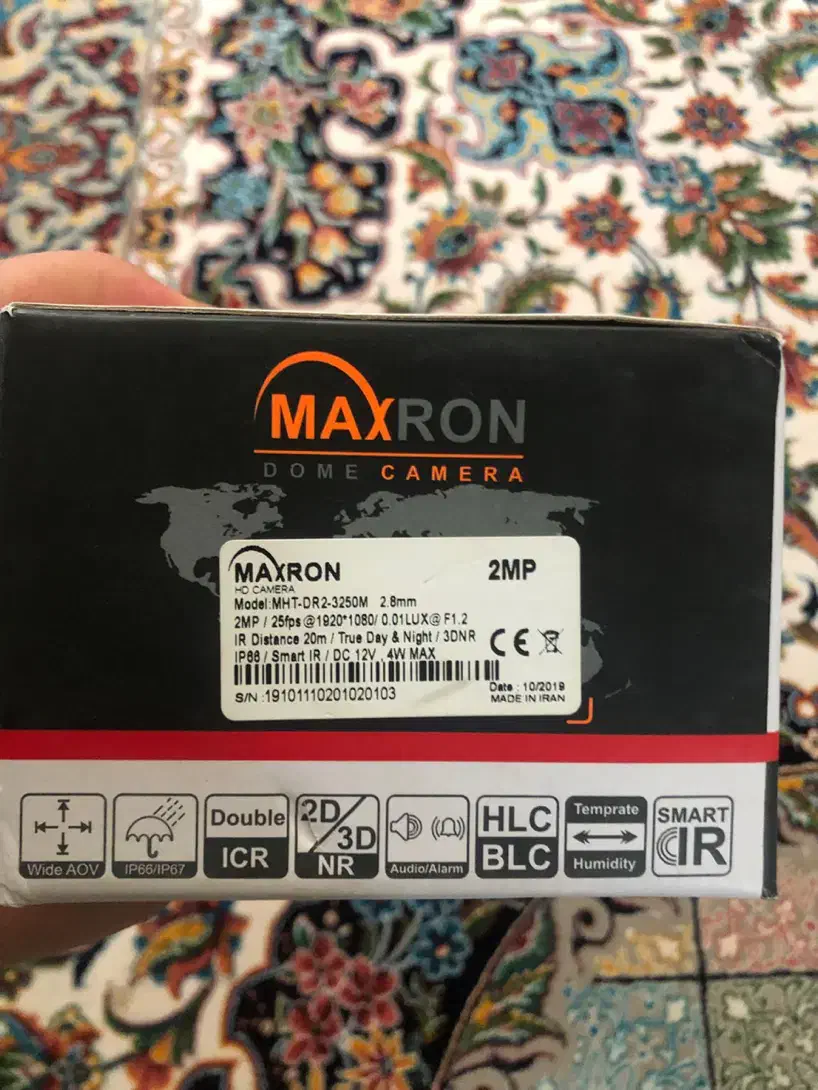 MAXRON
DOME CAMERA
MAXRON 2MP
HD CAMERA
Model:MHT-DR2-3250M 2.8mm
2MP / 25fps@1920*1080/ 0.01LUX@F1.2
IR Distance 20m / True Day & Night / 3DNR
IP66 / Smart IR / DC 12V , 4W MAX
CE
S/N :19101110201020103
Date : 10/2019
MADE IN IRAN
Wide AOV
IP66/IP67
Double
ICR
2D/3D
NR
Audio/Alarm
HLC
BLC
Temprate
Humidity
SMART
IR